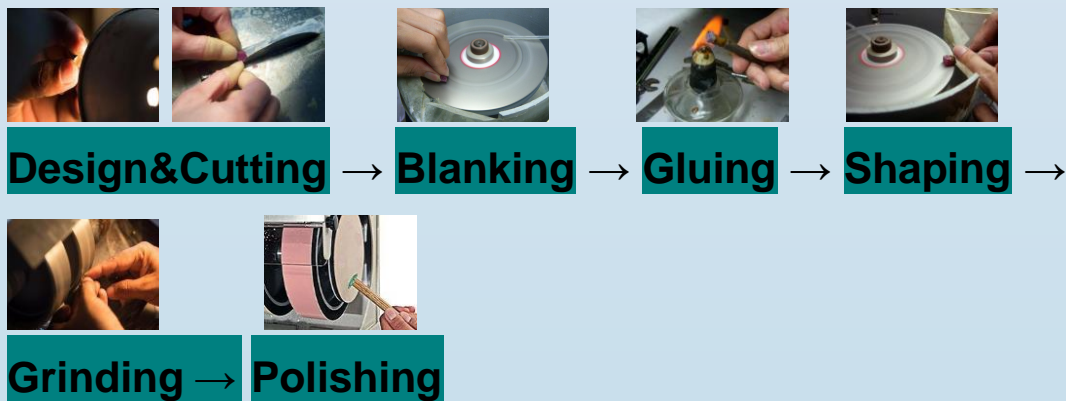 Design&Cutting → Blanking → Gluing → Shaping →
Grinding → Polishing